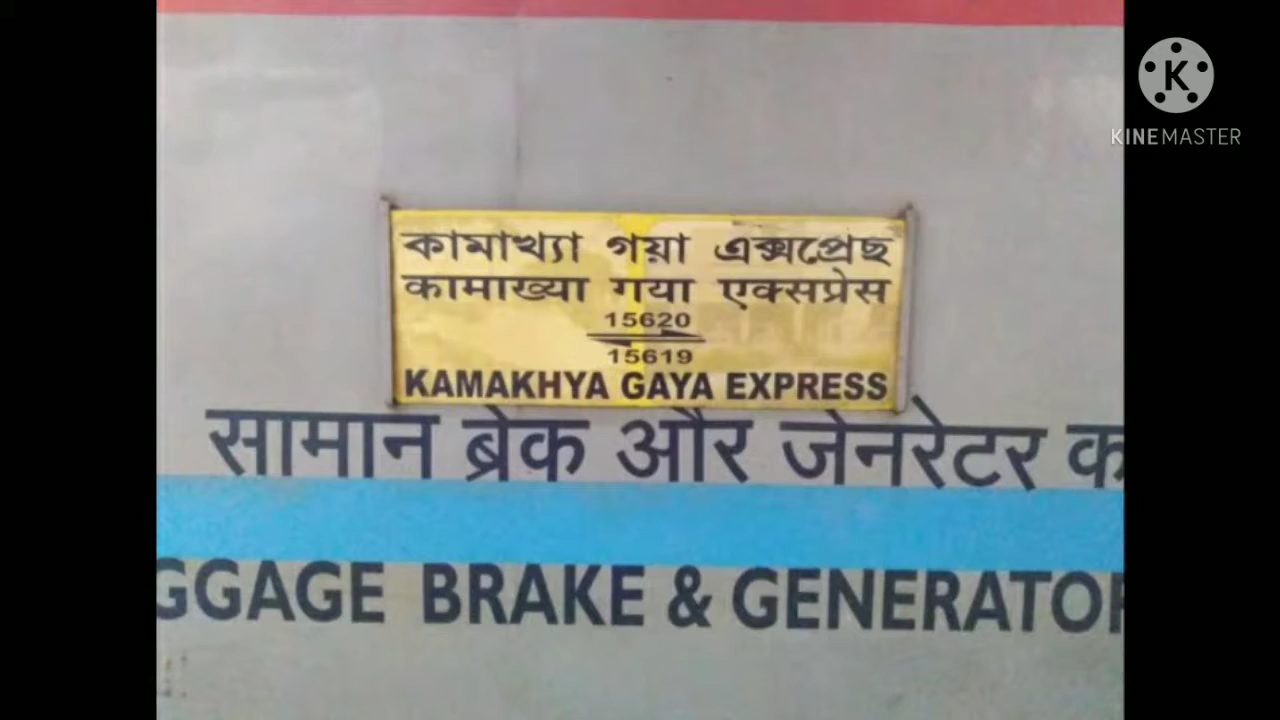 K
KINEMASTER
কামাখ্যা গয়া এক্সপ্ৰেছ
कामाख्या गया एक्सप्रेस
15620
15619
KAMAKHYA GAYA EXPRESS
सामान ब्रेक और जेनरेटर क
GGAGE BRAKE & GENERATOR